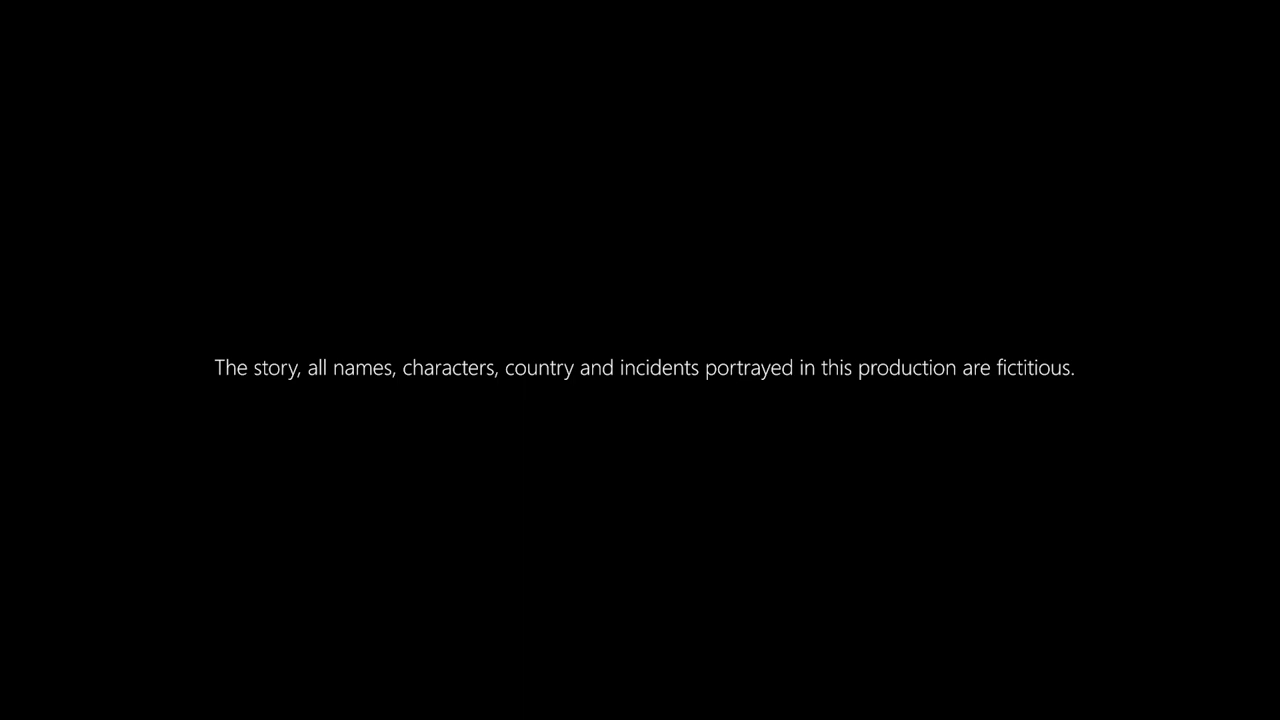 The story, all names, characters, country and incidents portrayed in this production are fictitious.